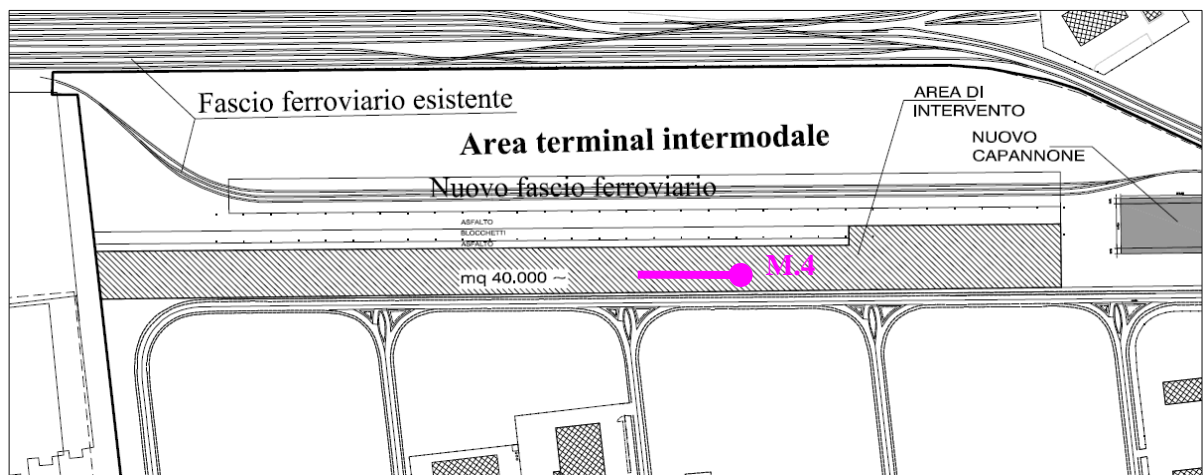 Fascio ferroviario esistente
AREA DI
INTERVENTO
Area terminal intermodale
NUOVO
CAPANNONE
Nuovo fascio ferroviario
ASFALTO
BLOCCHETTI
ASFALTO
M.4
mq 40.000 ~